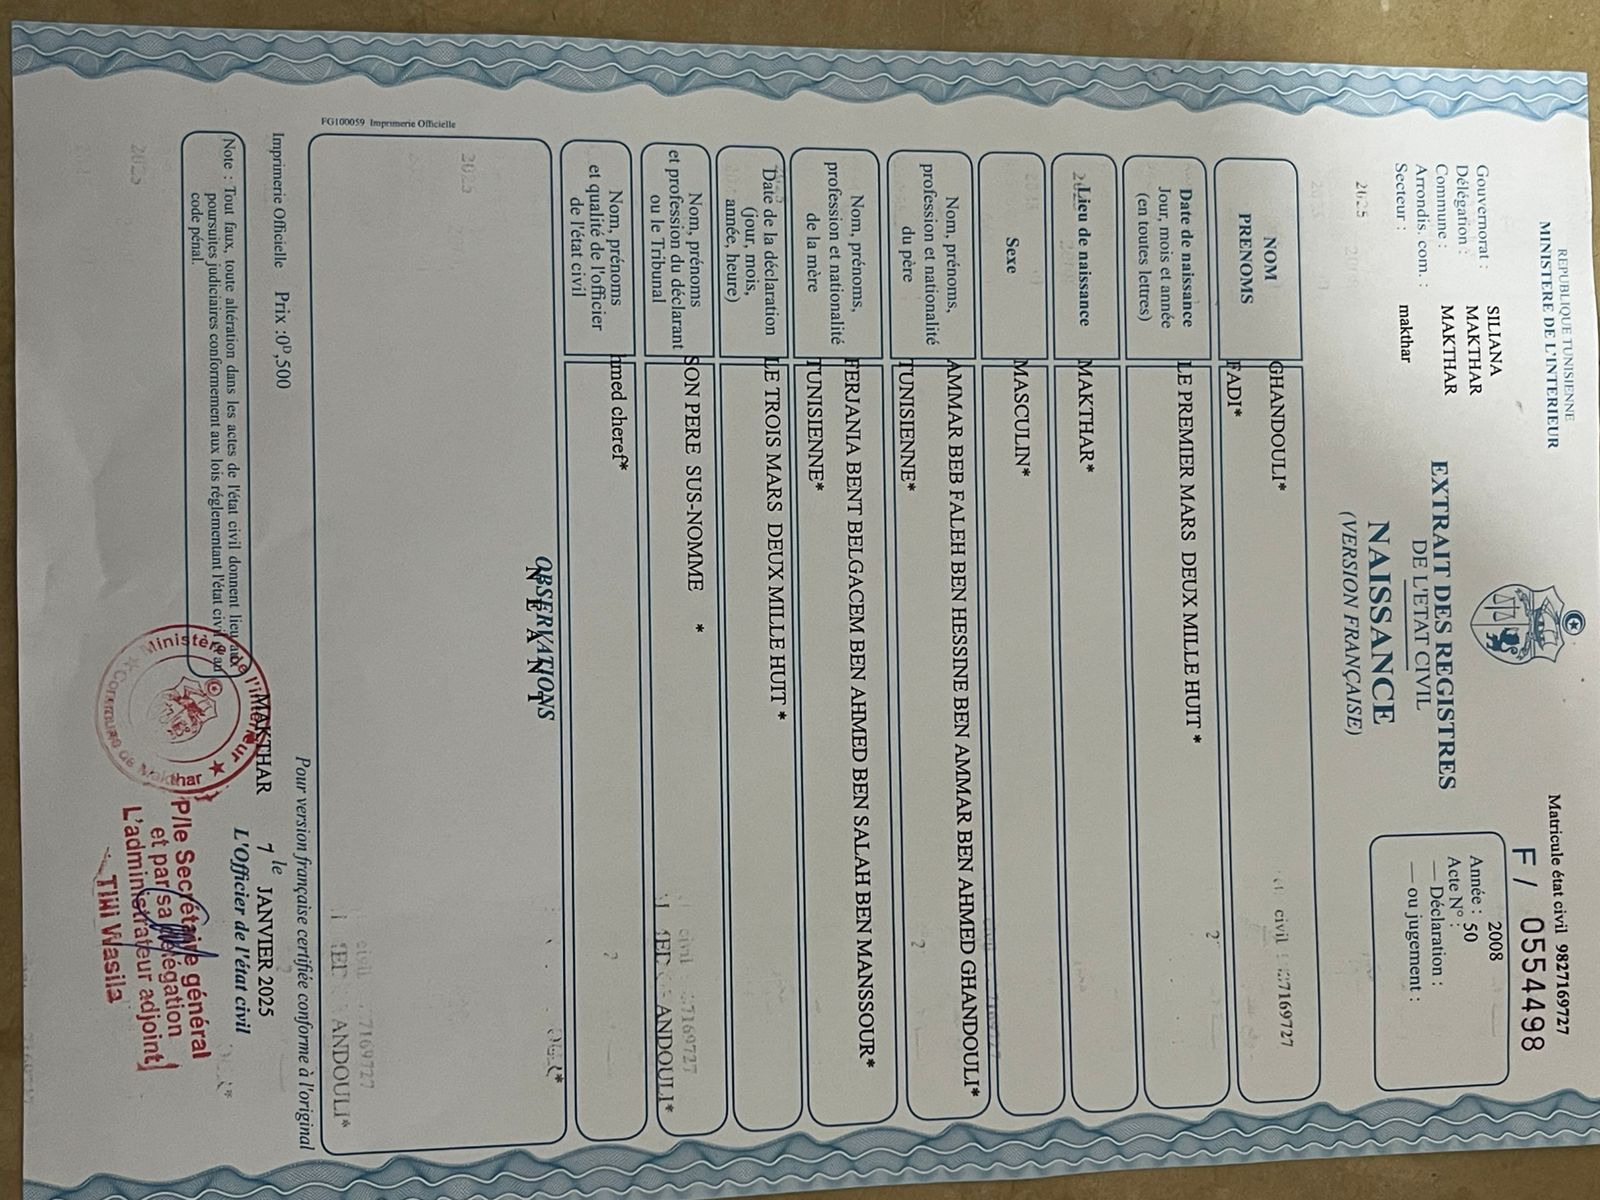 REPUBLIQUE TUNISIENNE
MINISTERE DE L'INTERIEUR
Matricule état civil 9827169727
F/ 0554498
Gouvernorat : SILIANA
Délégation : MAKTHAR
Commune : MAKTHAR
Arrondis. com. :
Secteur : makthar
EXTRAIT DES REGISTRES
DE L'ETAT CIVIL
NAISSANCE
(VERSION FRANÇAISE)
Année : 2008
Acte N° : 50
— Déclaration :
— ou jugement :
2025
NOM GHANDOULI*
PRENOMS FADI*
Date de naissance
Jour, mois et année
(en toutes lettres)
LE PREMIER MARS DEUX MILLE HUIT *
Lieu de naissance MAKTHAR*
Sexe MASCULIN*
Nom, prénoms,
profession et nationalité
du père
AMMAR BEB FALEH BEN HESSINE BEN AMMAR BEN AHMED GHANDOULI*
TUNISIENNE*
Nom, prénoms,
profession et nationalité
de la mère
FERJANIA BENT BELGACEM BEN AHMED BEN SALAH BEN MANSSOUR*
TUNISIENNE*
Date de la déclaration
(jour, mois,
année, heure)
LE TROIS MARS DEUX MILLE HUIT *
Nom, prénoms
et profession du déclarant
ou le Tribunal
SON PERE SUS-NOMME *
Nom, prénoms
et qualité de l'officier
de l'état civil
hmed cheref*
OBSERVATIONS
N E A N T
FG100059 Imprimerie Officielle
Pour version française certifiée conforme à l'original
Imprimerie Officielle Prix :0ᴰ,500
MAKTHAR le 7 JANVIER 2025
L'Officier de l'état civil
Note : Tout faux, toute altération dans les actes de l'état civil donnent lieu aux
poursuites judiciaires conformement aux lois réglementant l'état civil et au
code pénal.
Ministère de l'intérieur
Commune de Makthar
P/le Secrétaire général
et par sa délégation
L'administrateur adjoint
TIWI Wasila